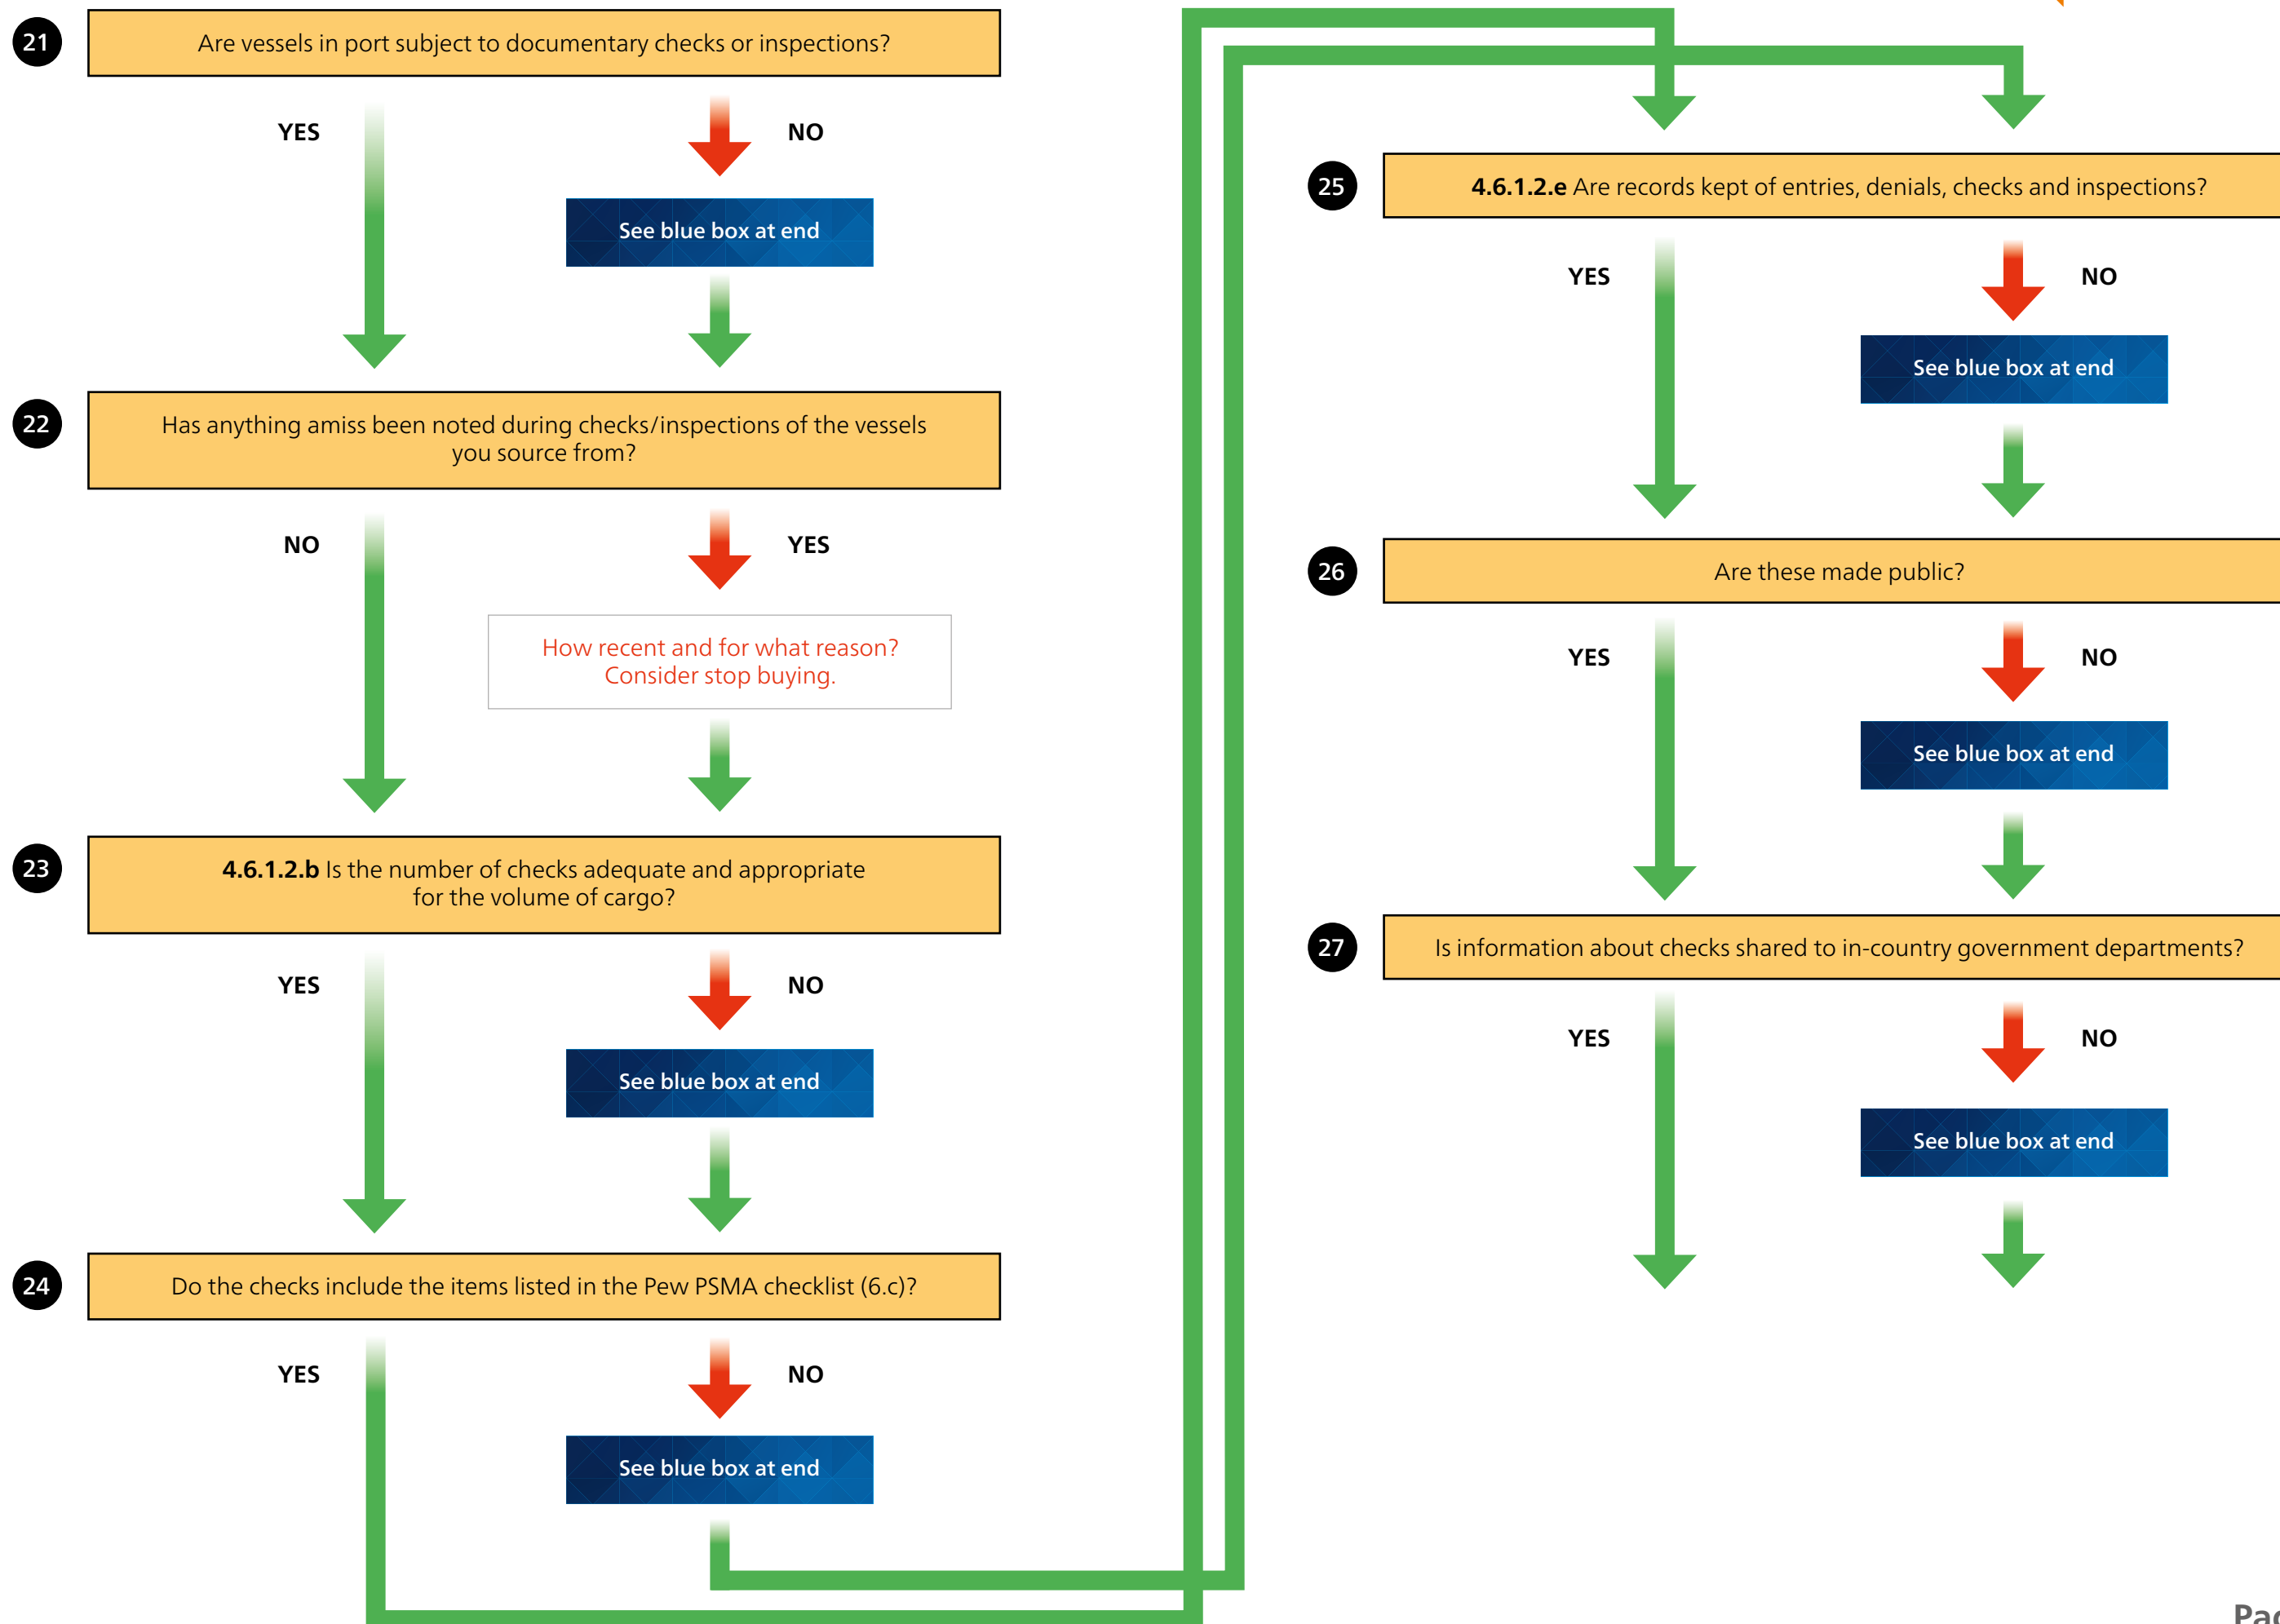 21
Are vessels in port subject to documentary checks or inspections?
YES
NO
See blue box at end
22
Has anything amiss been noted during checks/inspections of the vessels
you source from?
NO
YES
How recent and for what reason?
Consider stop buying.
23
4.6.1.2.b Is the number of checks adequate and appropriate
for the volume of cargo?
YES
NO
See blue box at end
24
Do the checks include the items listed in the Pew PSMA checklist (6.c)?
YES
NO
See blue box at end
25
4.6.1.2.e Are records kept of entries, denials, checks and inspections?
YES
NO
See blue box at end
26
Are these made public?
YES
NO
See blue box at end
27
Is information about checks shared to in-country government departments?
YES
NO
See blue box at end